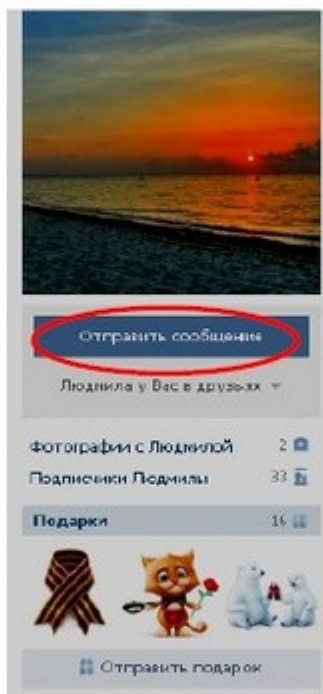 Отправить сообщение
Людмила у Вас в друзьях
Фотографии с Людмилой 2
Подписчики Людмилы 33
Подарки 16
Отправить подарок